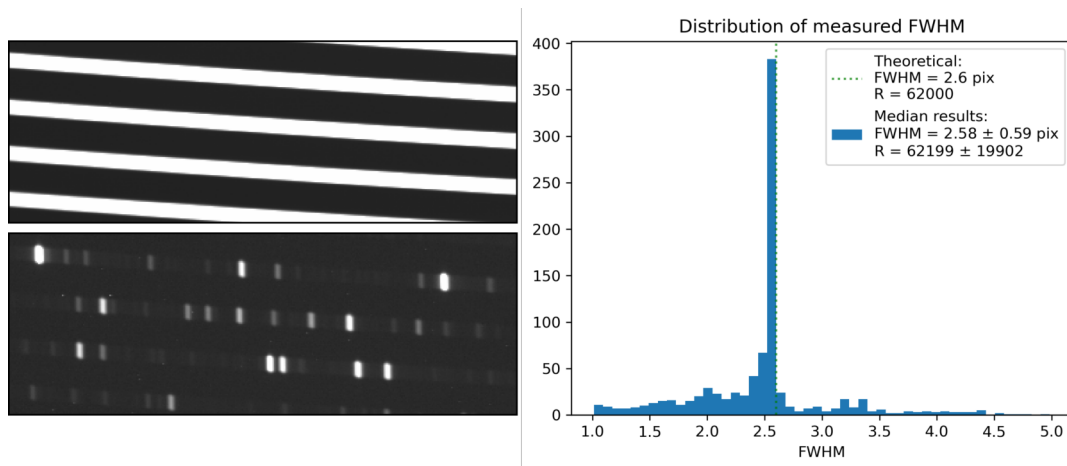 Distribution of measured FWHM
400
350
300
250
200
150
100
50
0
Theoretical:
FWHM = 2.6 pix
R = 62000
Median results:
FWHM = 2.58 ± 0.59 pix
R = 62199 ± 19902
1.0 1.5 2.0 2.5 3.0 3.5 4.0 4.5 5.0
FWHM